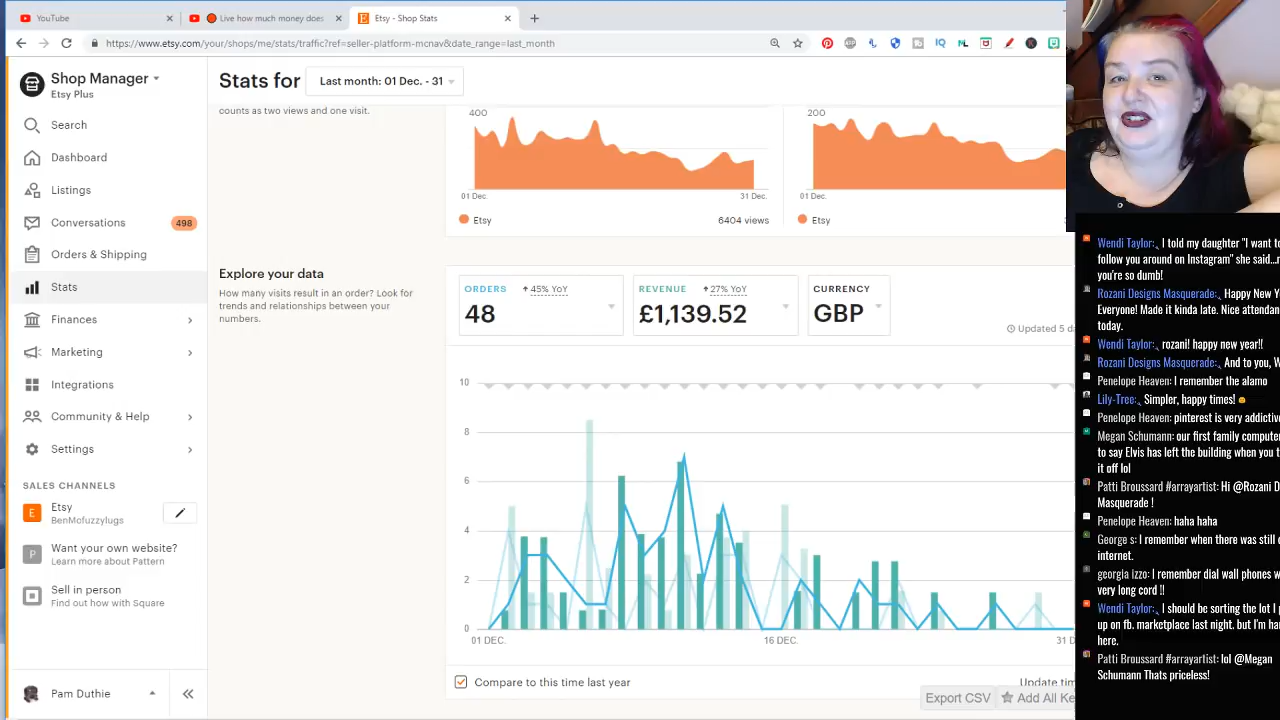 YouTube
Live how much money does
Etsy - Shop Stats
https://www.etsy.com/your/shops/me/stats/traffic?ref=seller-platform-mcnav&date_range=last_month
Shop Manager
Etsy Plus
Search
Dashboard
Listings
Conversations 498
Orders & Shipping
Stats
Finances
Marketing
Integrations
Community & Help
Settings
SALES CHANNELS
E Etsy
BenMofuzzylugs
P Want your own website?
Learn more about Pattern
Sell in person
Find out how with Square
Pam Duthie
Stats for
Last month: 01 Dec. - 31
counts as two views and one visit.
400
01 Dec. 31 Dec.
Etsy 6404 views
200
01 Dec.
Etsy
Explore your data
How many visits result in an order? Look for
trends and relationships between your
numbers.
ORDERS 45% YoY
48
REVENUE 27% YoY
£1,139.52
CURRENCY
GBP
Updated 5 d
10
8
6
4
2
0
01 DEC. 16 DEC. 31 D
Compare to this time last year
Update tim
Export CSV Add All Ke
Wendi Taylor: I told my daughter "I want to
follow you around on Instagram" she said...
you're so dumb!
Rozani Designs Masquerade: Happy New Y
Everyone! Made it kinda late. Nice attendan
today.
Wendi Taylor: rozani! happy new year!!
Rozani Designs Masquerade: And to you, W
Penelope Heaven: I remember the alamo
Lily-Tree: Simpler, happy times!
Penelope Heaven: pinterest is very addictive
Megan Schumann: our first family computer
to say Elvis has left the building when you t
it off lol
Patti Broussard #arrayartist: Hi @Rozani D
Masquerade !
Penelope Heaven: haha haha
George s: I remember when there was still
internet.
georgia izzo: I remember dial wall phones w
very long cord !!
Wendi Taylor: I should be sorting the lot I
up on fb. marketplace last night. but I'm ha
here.
Patti Broussard #arrayartist: lol @Megan
Schumann Thats priceless!